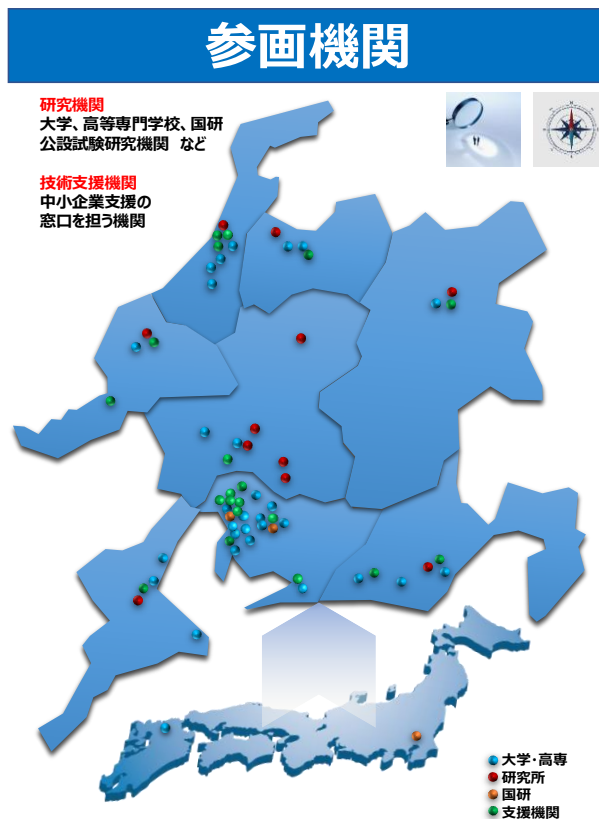 参画機関
研究機関
大学、高等専門学校、国研
公設試験研究機関 など
技術支援機関
中小企業支援の
窓口を担う機関
大学・高専
研究所
国研
支援機関